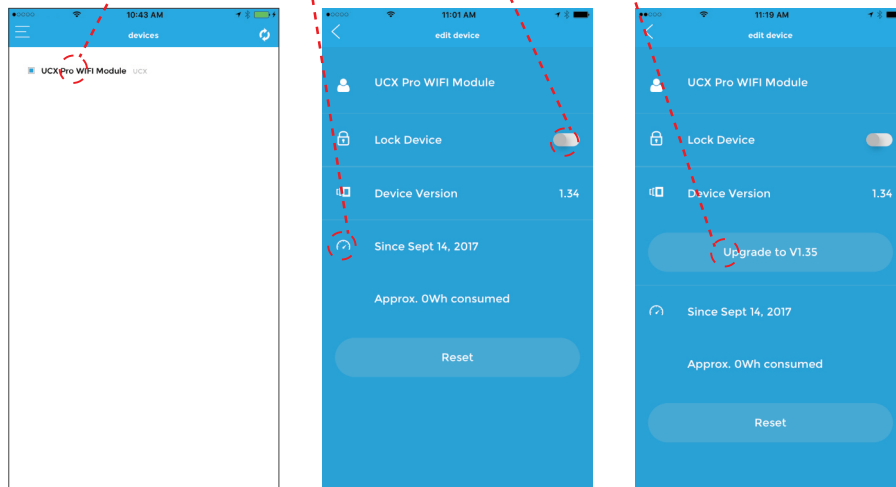 10:43 AM
devices
UCX Pro WIFI Module UCX
11:01 AM
edit device
UCX Pro WIFI Module
Lock Device
Device Version 1.34
Since Sept 14, 2017
Approx. 0Wh consumed
Reset
11:19 AM
edit device
UCX Pro WIFI Module
Lock Device
Device Version 1.34
Upgrade to V1.35
Since Sept 14, 2017
Approx. 0Wh consumed
Reset